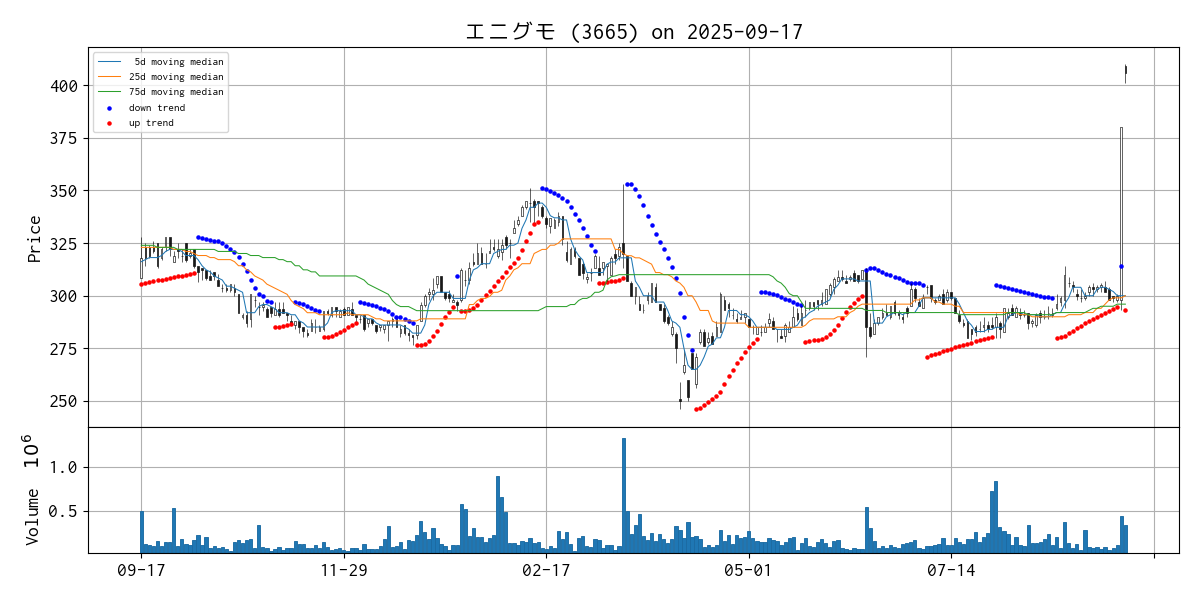 エニグモ (3665) on 2025-09-17
5d moving median
25d moving median
75d moving median
down trend
up trend
Price
400
375
350
325
300
275
250
Volume 10⁶
1.0
0.5
09-17
11-29
02-17
05-01
07-14